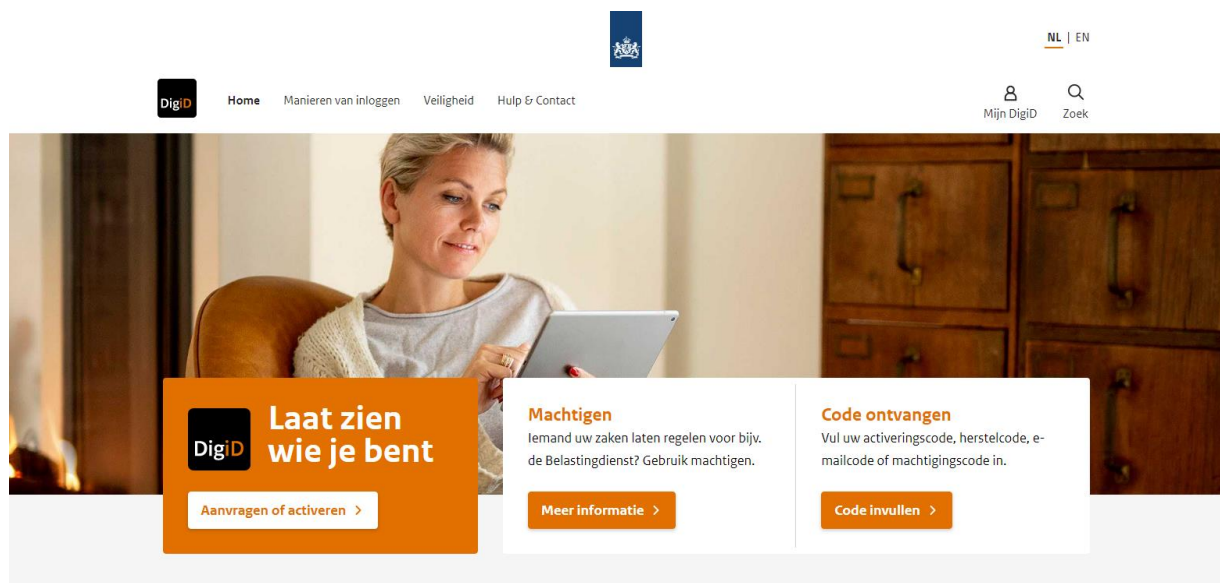 NL | EN
DigiD
Home Manieren van inloggen Veiligheid Hulp & Contact
Mijn DigiD Zoek
DigiD
Laat zien
wie je bent
Aanvragen of activeren
Machtigen
Iemand uw zaken laten regelen voor bijv.
de Belastingdienst? Gebruik machtigen.
Meer informatie
Code ontvangen
Vul uw activeringscode, herstelcode, e-
mailcode of machtigingscode in.
Code invullen